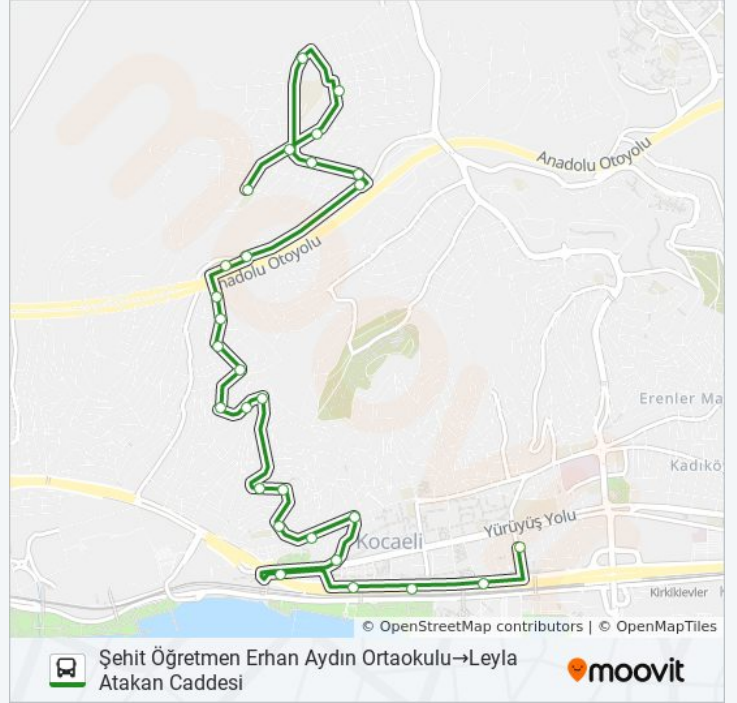 Anadolu Otoyolu
nadolu Otoyolu
Erenler Ma
Kadıkö
Yürüyüş Yolu
Kocaeli
Kirkiklevler
© OpenStreetMap contributors | © OpenMapTiles
Şehit Öğretmen Erhan Aydın Ortaokulu→Leyla
Atakan Caddesi
moovit